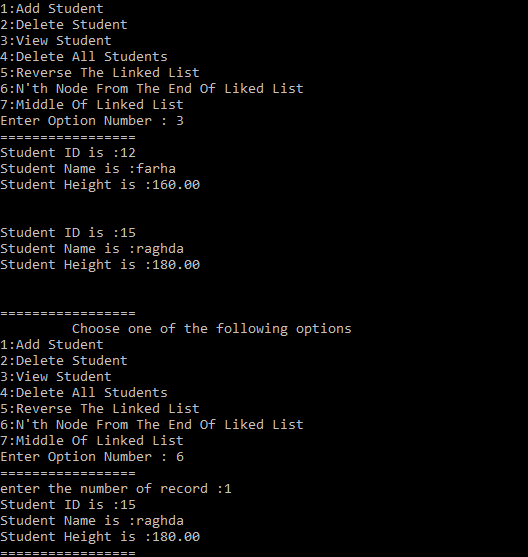 1:Add Student
2:Delete Student
3:View Student
4:Delete All Students
5:Reverse The Linked List
6:N'th Node From The End Of Liked List
7:Middle Of Linked List
Enter Option Number : 3
=================
Student ID is :12
Student Name is :farha
Student Height is :160.00
Student ID is :15
Student Name is :raghda
Student Height is :180.00
=================
Choose one of the following options
1:Add Student
2:Delete Student
3:View Student
4:Delete All Students
5:Reverse The Linked List
6:N'th Node From The End Of Liked List
7:Middle Of Linked List
Enter Option Number : 6
=================
enter the number of record :1
Student ID is :15
Student Name is :raghda
Student Height is :180.00
=================